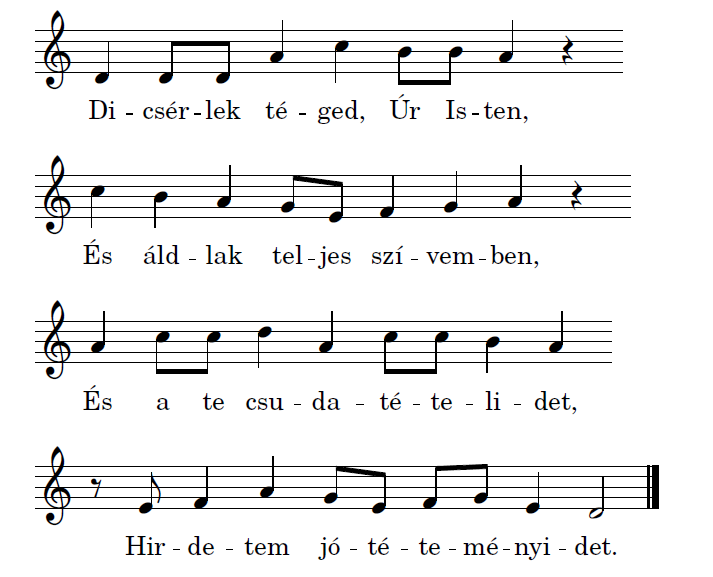 Di - csér - lek té - ged, Úr Is - ten,
És áld - lak tel - jes szí - vem - ben,
És a te csu - da - té - te - li - det,
Hir - de - tem jó - té - te - mé - nyi - det.